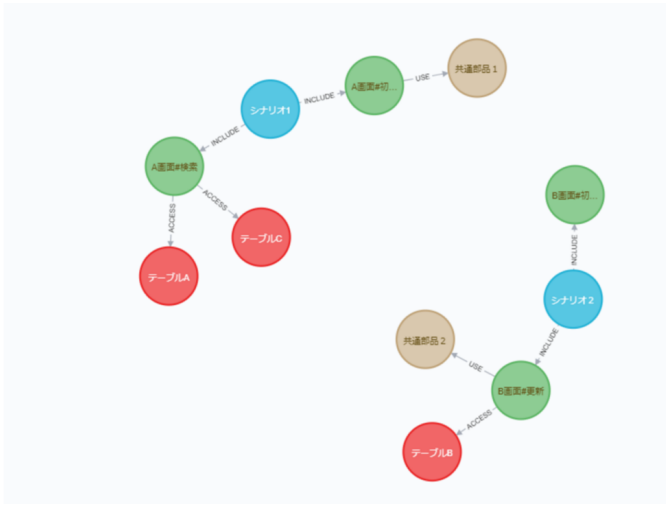 共通部品１
A画面#初...
USE
INCLUDE
シナリオ1
INCLUDE
A画面#検索
ACCESS
ACCESS
テーブルC
テーブルA
B画面#初...
INCLUDE
シナリオ２
INCLUDE
共通部品２
USE
B画面#更新
ACCESS
テーブルB